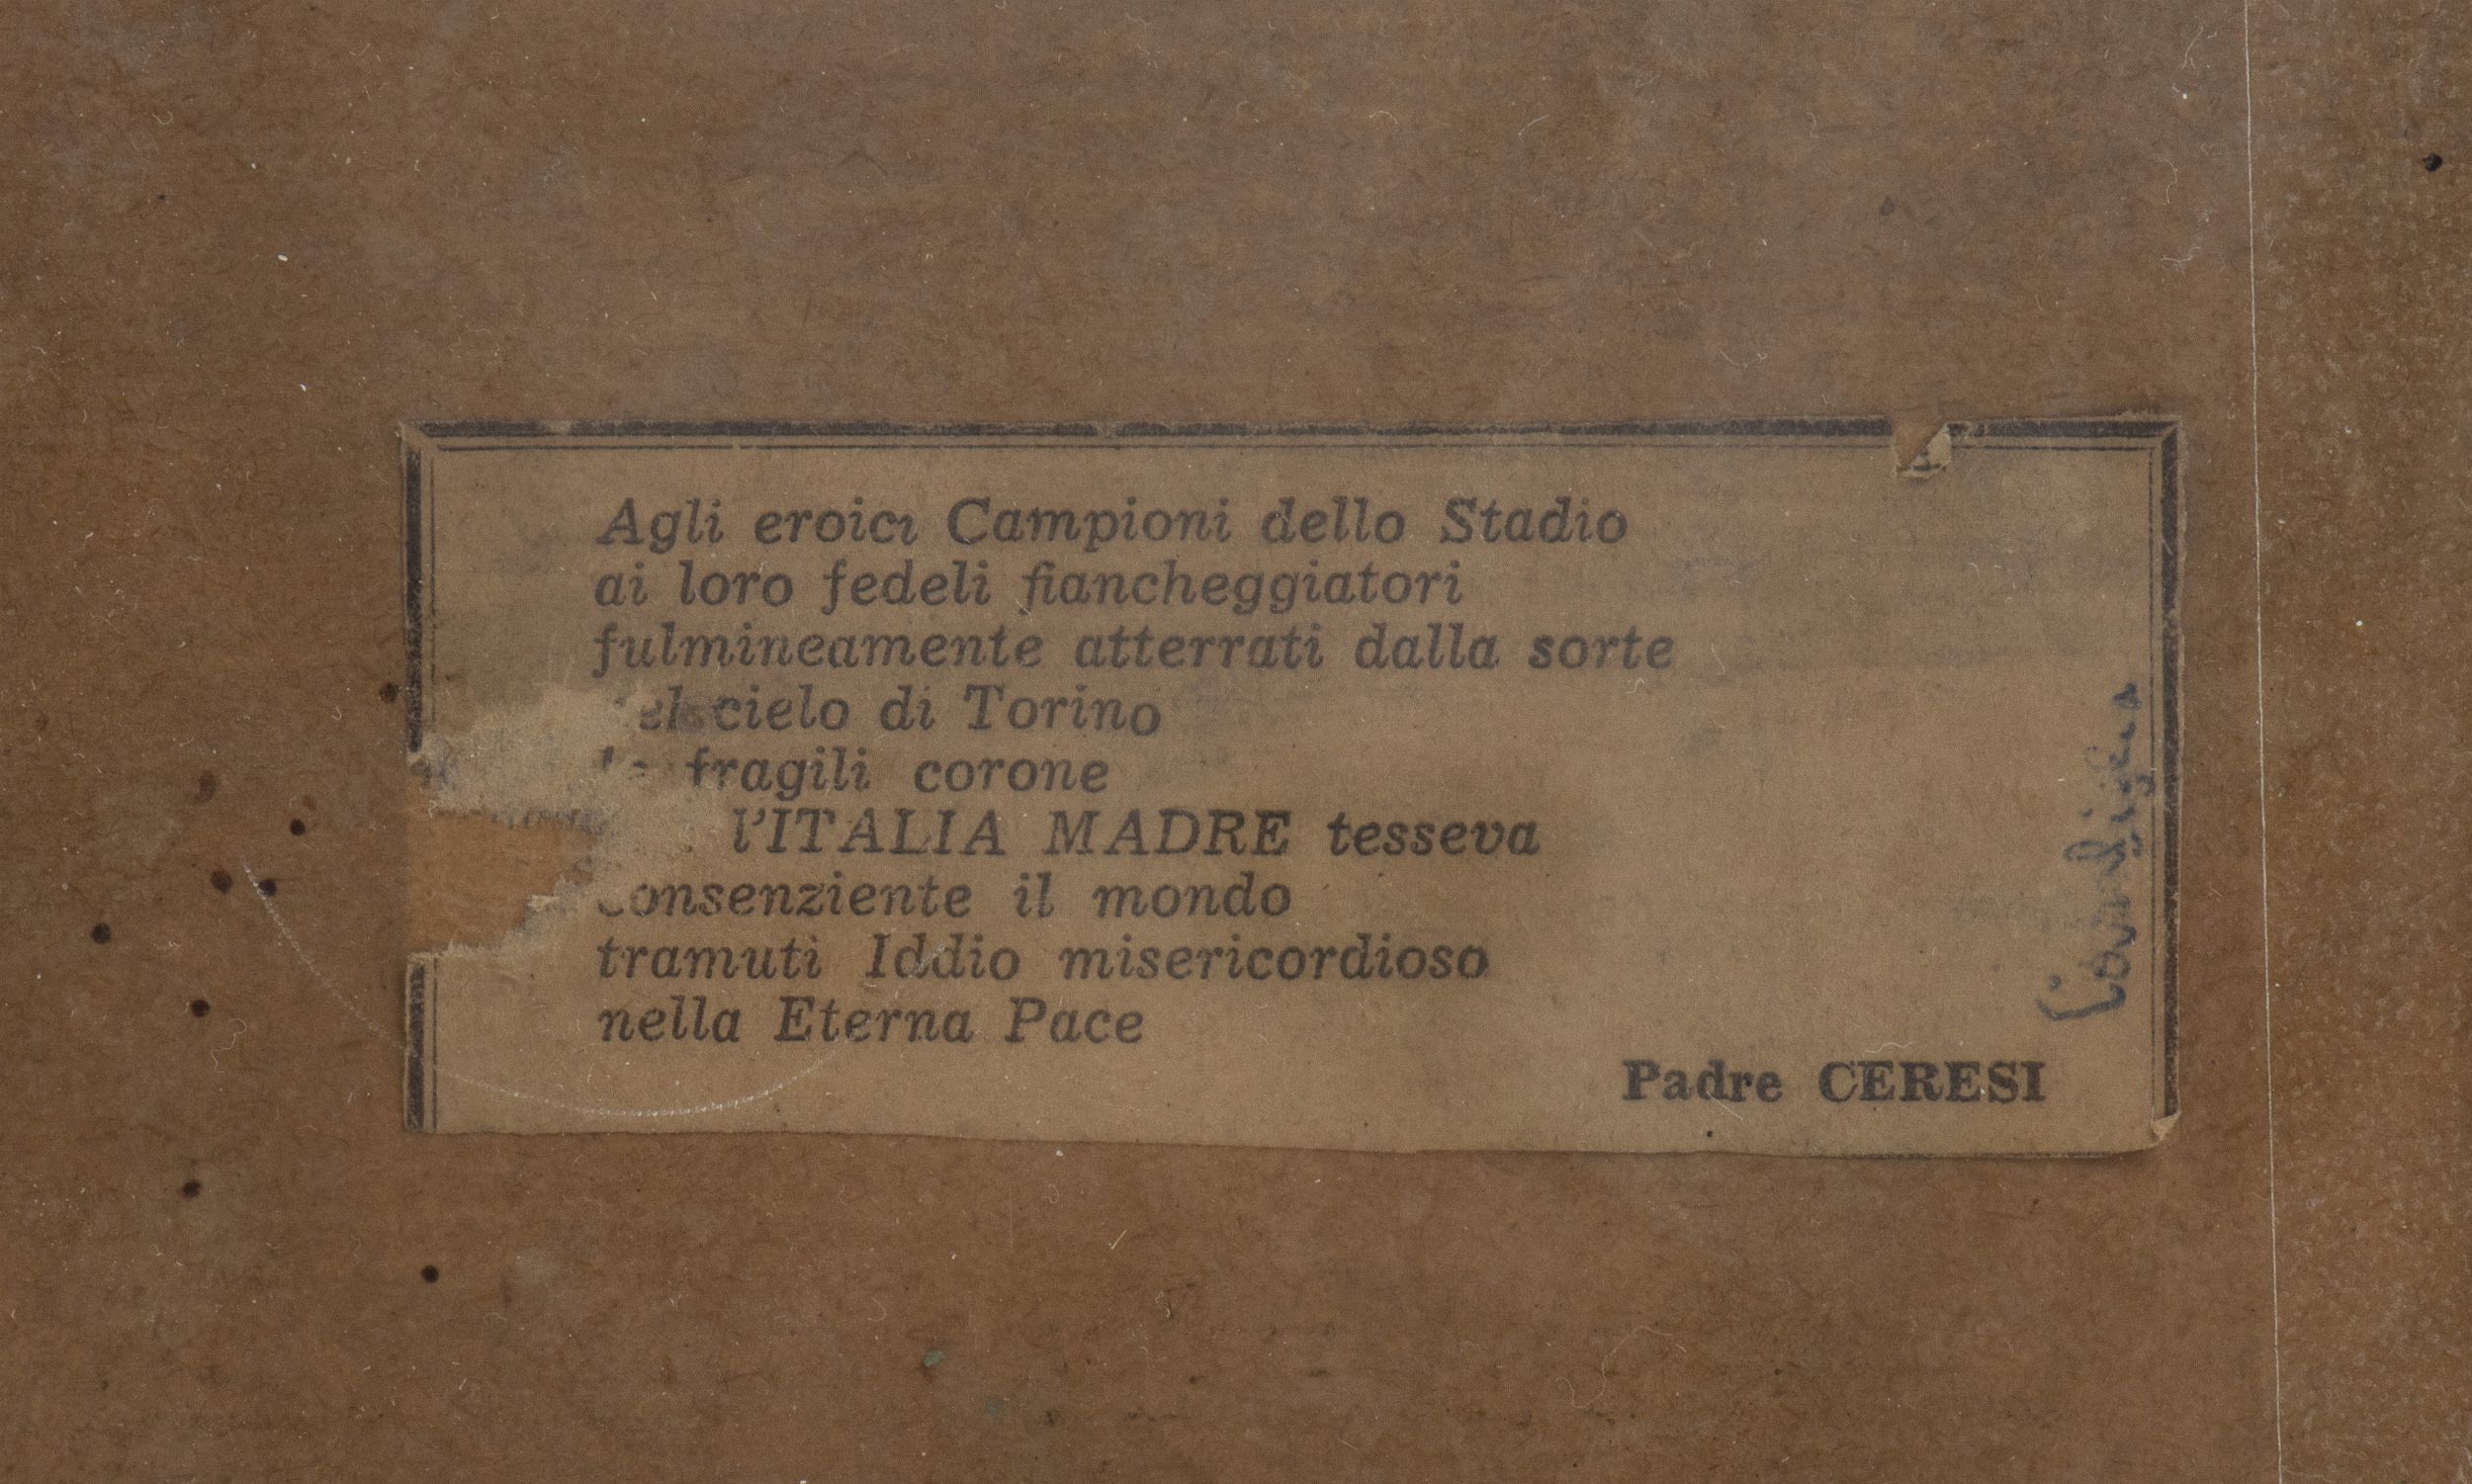 Agli eroici Campioni dello Stadio
ai loro fedeli fiancheggiatori
fulmineamente atterrati dalla sorte
cielo di Torino
fragili corone
l'ITALIA MADRE tesseva
consenziente il mondo
tramuti Iddio misericordioso
nella Eterna Pace
Padre CERESI